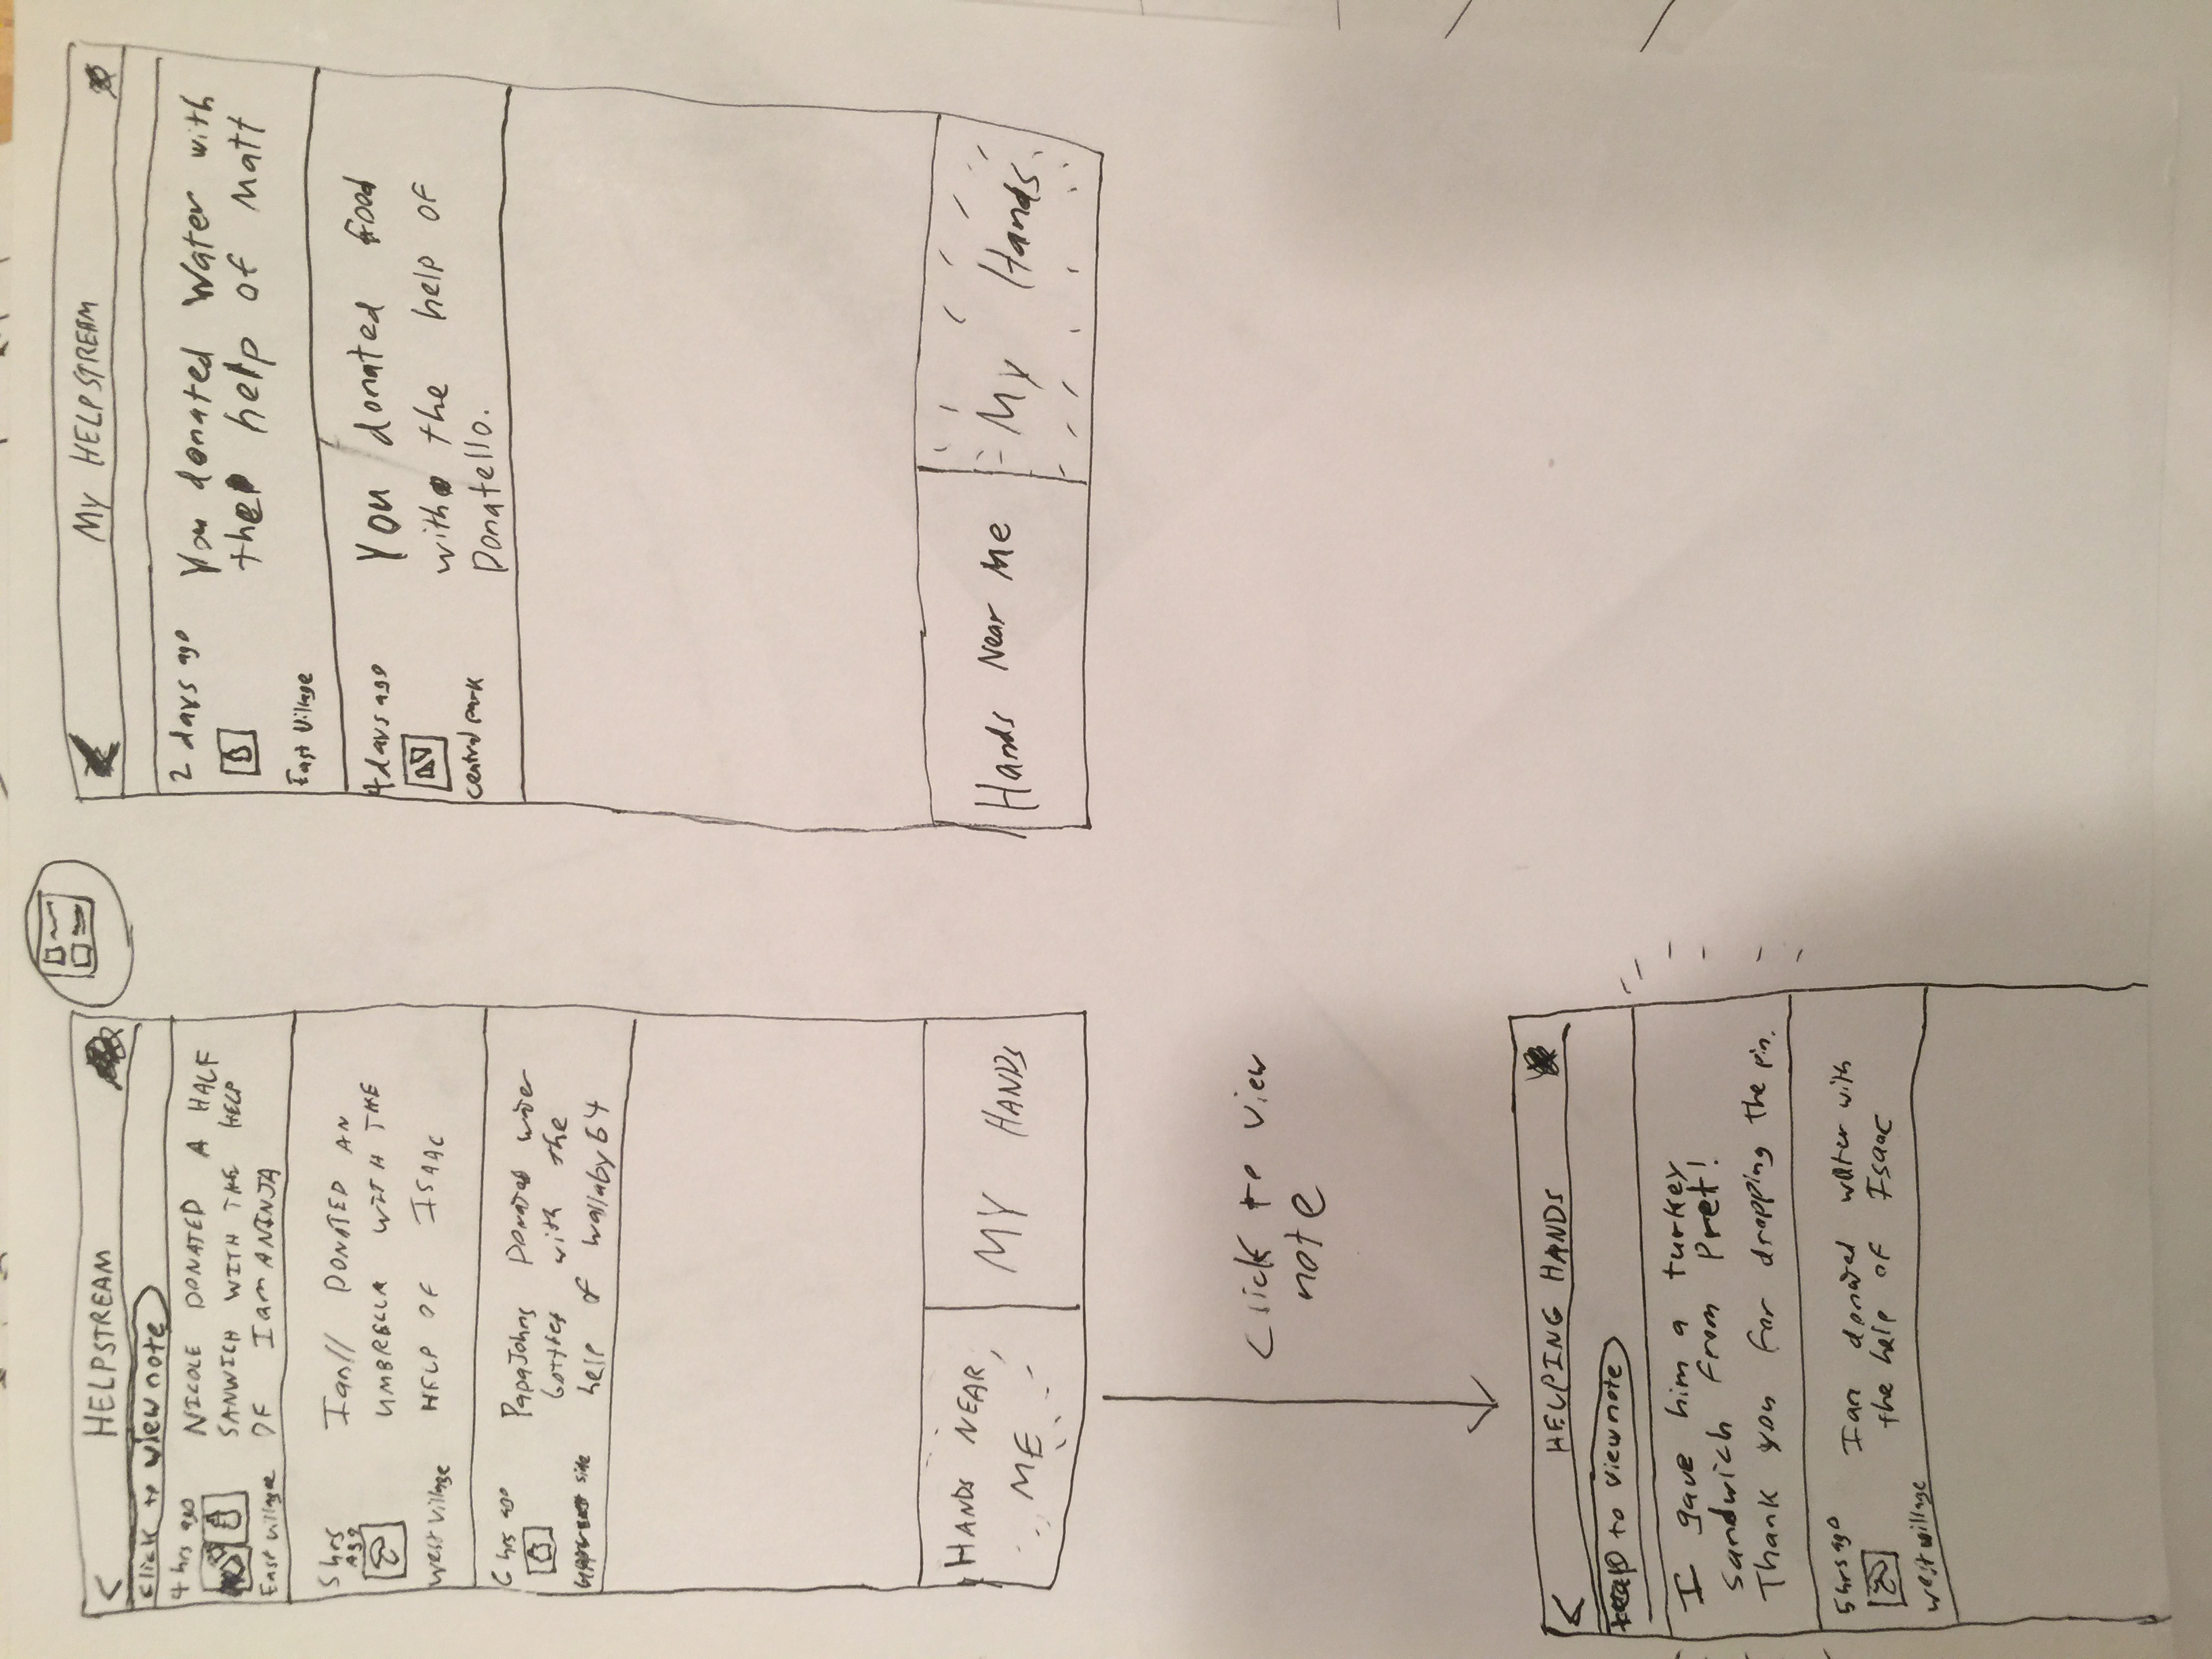 HELPSTREAM
click to view note
4 hrs ago
NICOLE DONATED A HALF
SANWICH WITH THE HELP
OF I am A NINJA
East village
5 hrs
AGO
Ian// DONATED AN
UMBRELLA WITH THE
HELP OF ISAAC
west village
6 hrs ago
PapaJohns Donated water
bottles with the
help of wallaby64
upper east side
HANDS NEAR
ME
MY HANDS
MY HELPSTREAM
2 days ago
You donated Water with
the help of Matt
East Village
4 days ago
You donated Food
with the help of
Donatello.
central park
Hands Near Me
My Hands
Click to view
note
HELPING HANDS
tap to view note
I gave him a turkey
sandwich from Pret!
Thank you for dropping the pin.
5 hrs ago
Ian donated water with
the help of Isaac
west village